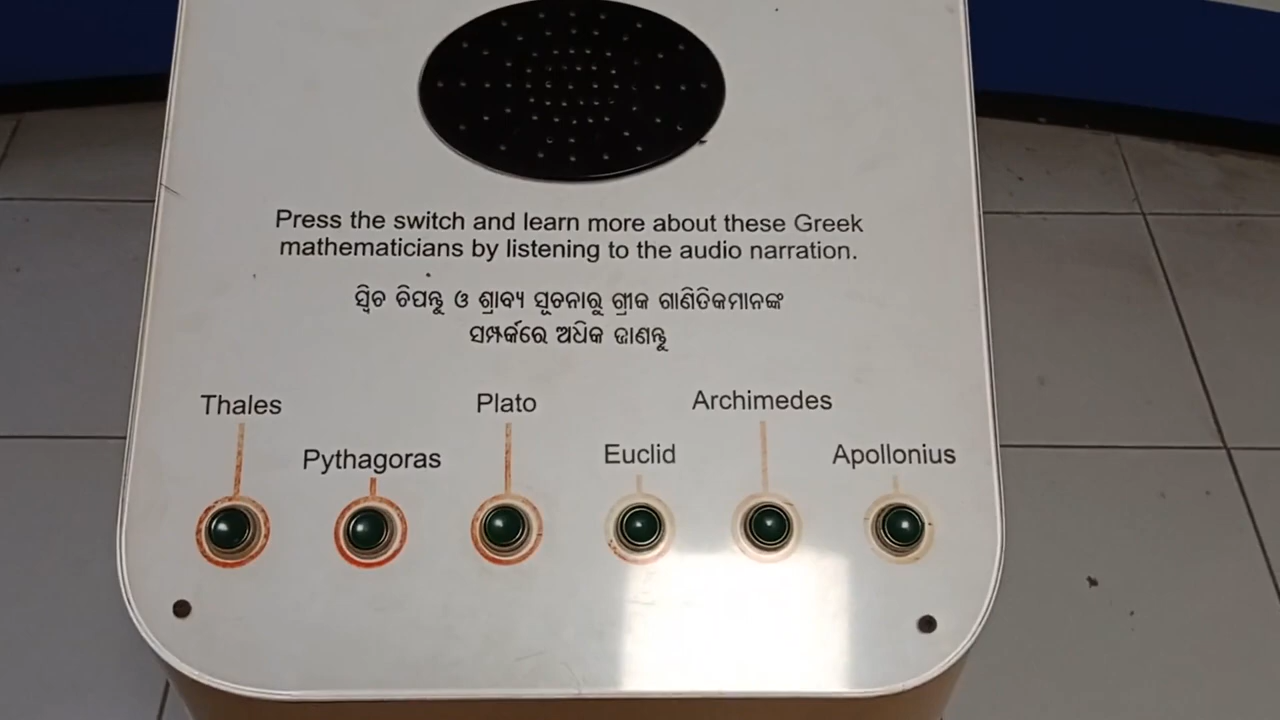 Press the switch and learn more about these Greek
mathematicians by listening to the audio narration.
ସ୍ୱିଚ ଚିପନ୍ତୁ ଓ ଶ୍ରାବ୍ୟ ସୂଚନାରୁ ଗ୍ରୀକ ଗାଣିତିକମାନଙ୍କ
ସମ୍ପର୍କରେ ଅଧିକ ଜାଣନ୍ତୁ
Thales
Pythagoras
Plato
Euclid
Archimedes
Apollonius